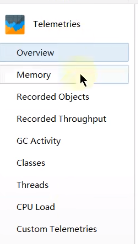 Telemetries
Overview
Memory
Recorded Objects
Recorded Throughput
GC Activity
Classes
Threads
CPU Load
Custom Telemetries